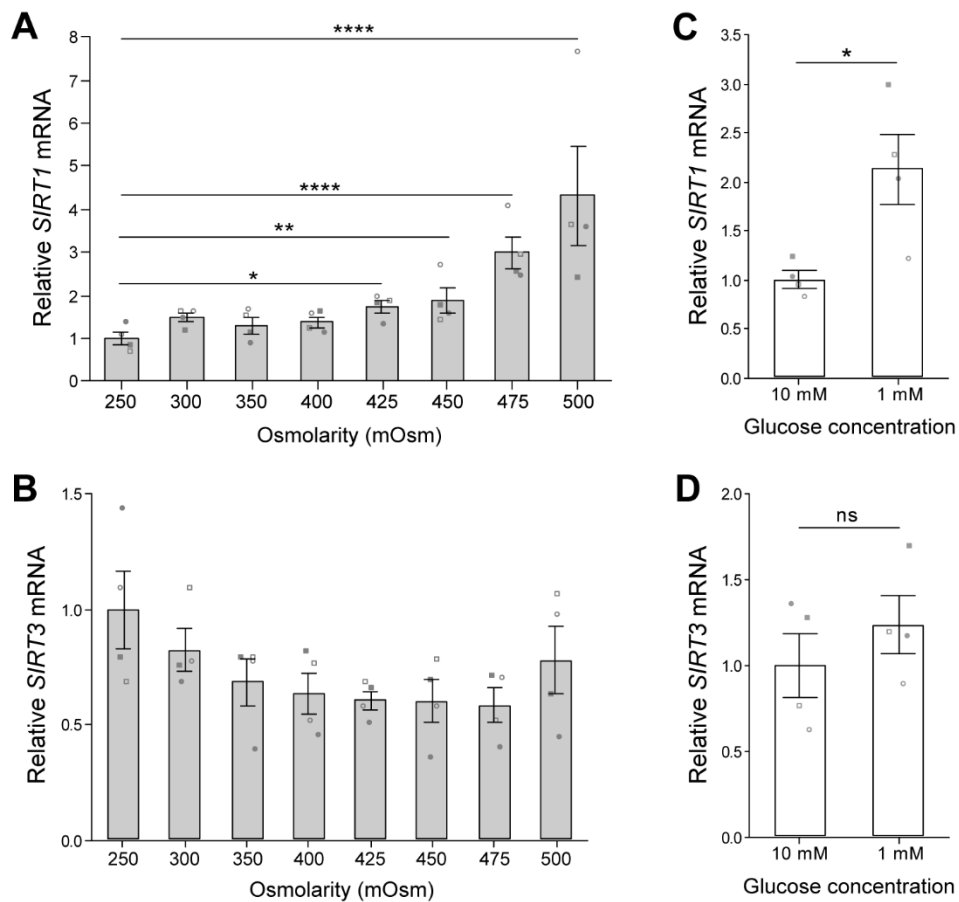 A
Relative SIRT1 mRNA
8
7
6
5
4
3
2
1
0
****
****
**
*
250 300 350 400 425 450 475 500
Osmolarity (mOsm)
C
Relative SIRT1 mRNA
3.5
3.0
2.5
2.0
1.5
1.0
0.5
0.0
*
10 mM 1 mM
Glucose concentration
B
Relative SIRT3 mRNA
1.5
1.0
0.5
0.0
250 300 350 400 425 450 475 500
Osmolarity (mOsm)
D
Relative SIRT3 mRNA
2.0
1.5
1.0
0.5
0.0
ns
10 mM 1 mM
Glucose concentration